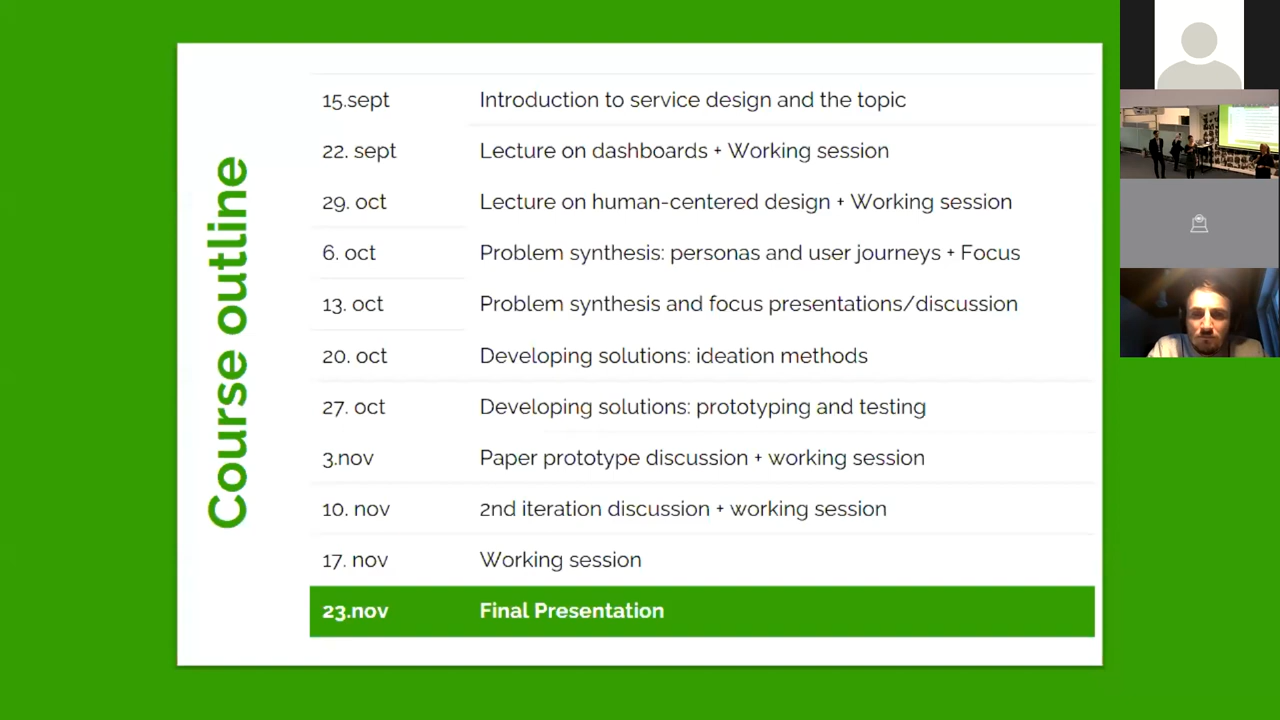 Course outline
15.sept Introduction to service design and the topic
22. sept Lecture on dashboards + Working session
29. oct Lecture on human-centered design + Working session
6. oct Problem synthesis: personas and user journeys + Focus
13. oct Problem synthesis and focus presentations/discussion
20. oct Developing solutions: ideation methods
27. oct Developing solutions: prototyping and testing
3.nov Paper prototype discussion + working session
10. nov 2nd iteration discussion + working session
17. nov Working session
23.nov Final Presentation